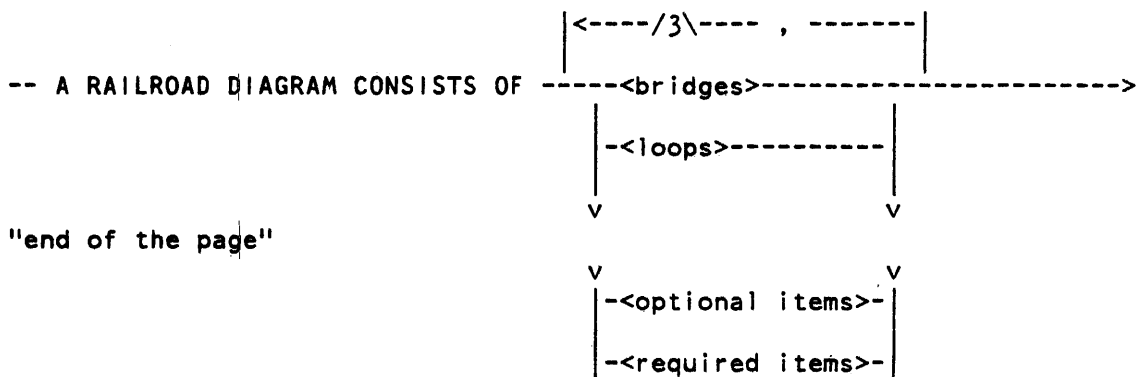 |<----/3\---- , -------|
-- A RAILROAD DIAGRAM CONSISTS OF -----<bridges>----------------------->
|-<loops>----------|
v v
"end of the page"
v v
|-<optional items>-|
|-<required items>-|